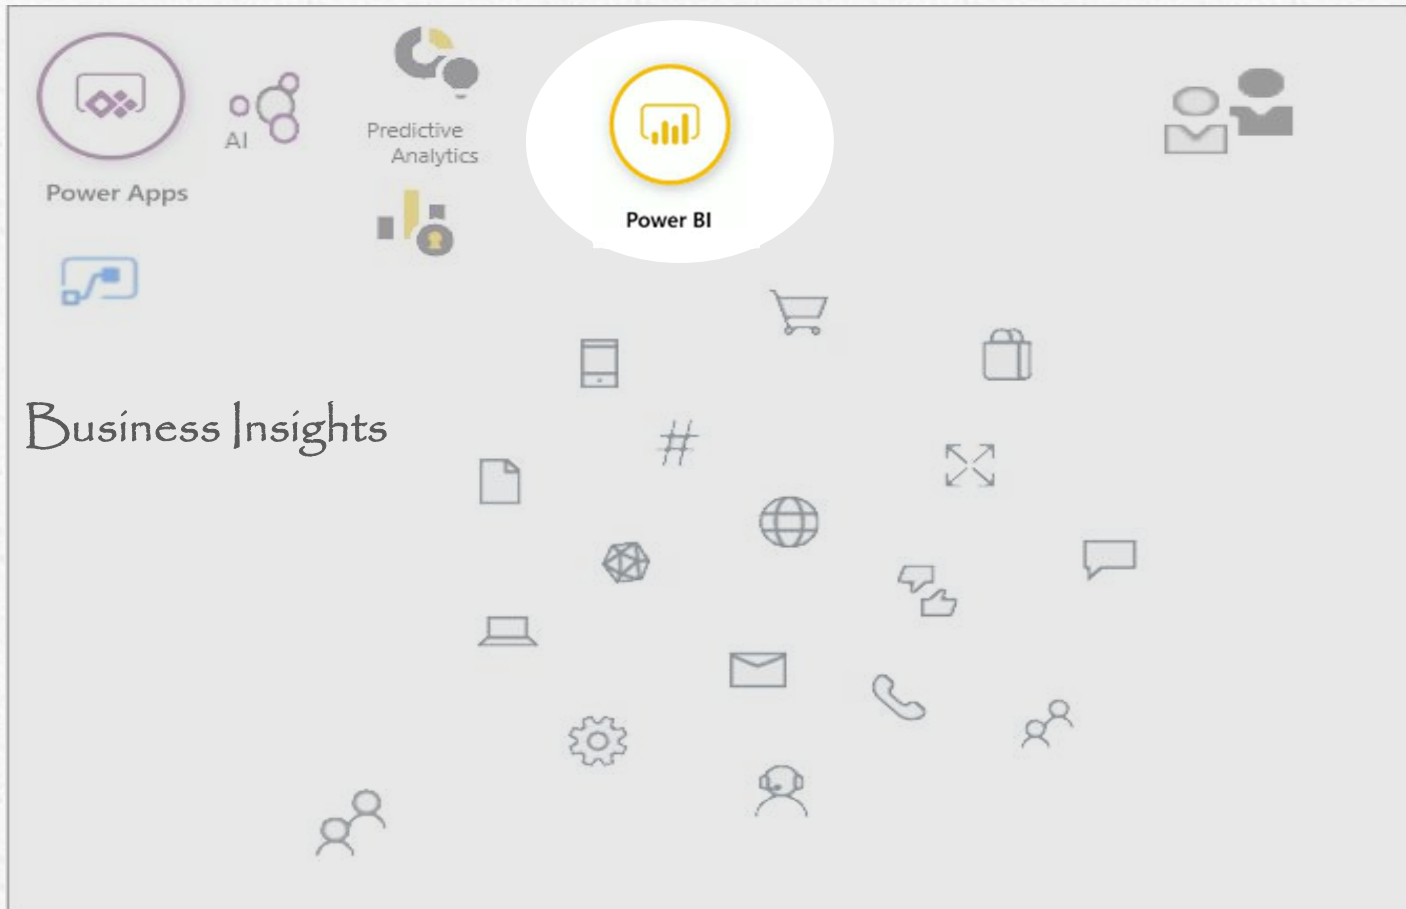 Power Apps
AI
Predictive
Analytics
Power BI
Business Insights
#